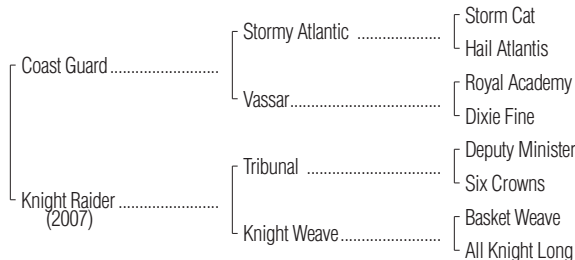 Storm Cat
Stormy Atlantic ....................
Hail Atlantis
Coast Guard..........................
Royal Academy
Vassar....................................
Dixie Fine
Deputy Minister
Tribunal .................................
Six Crowns
Knight Raider ........................
(2007)
Basket Weave
Knight Weave........................
All Knight Long